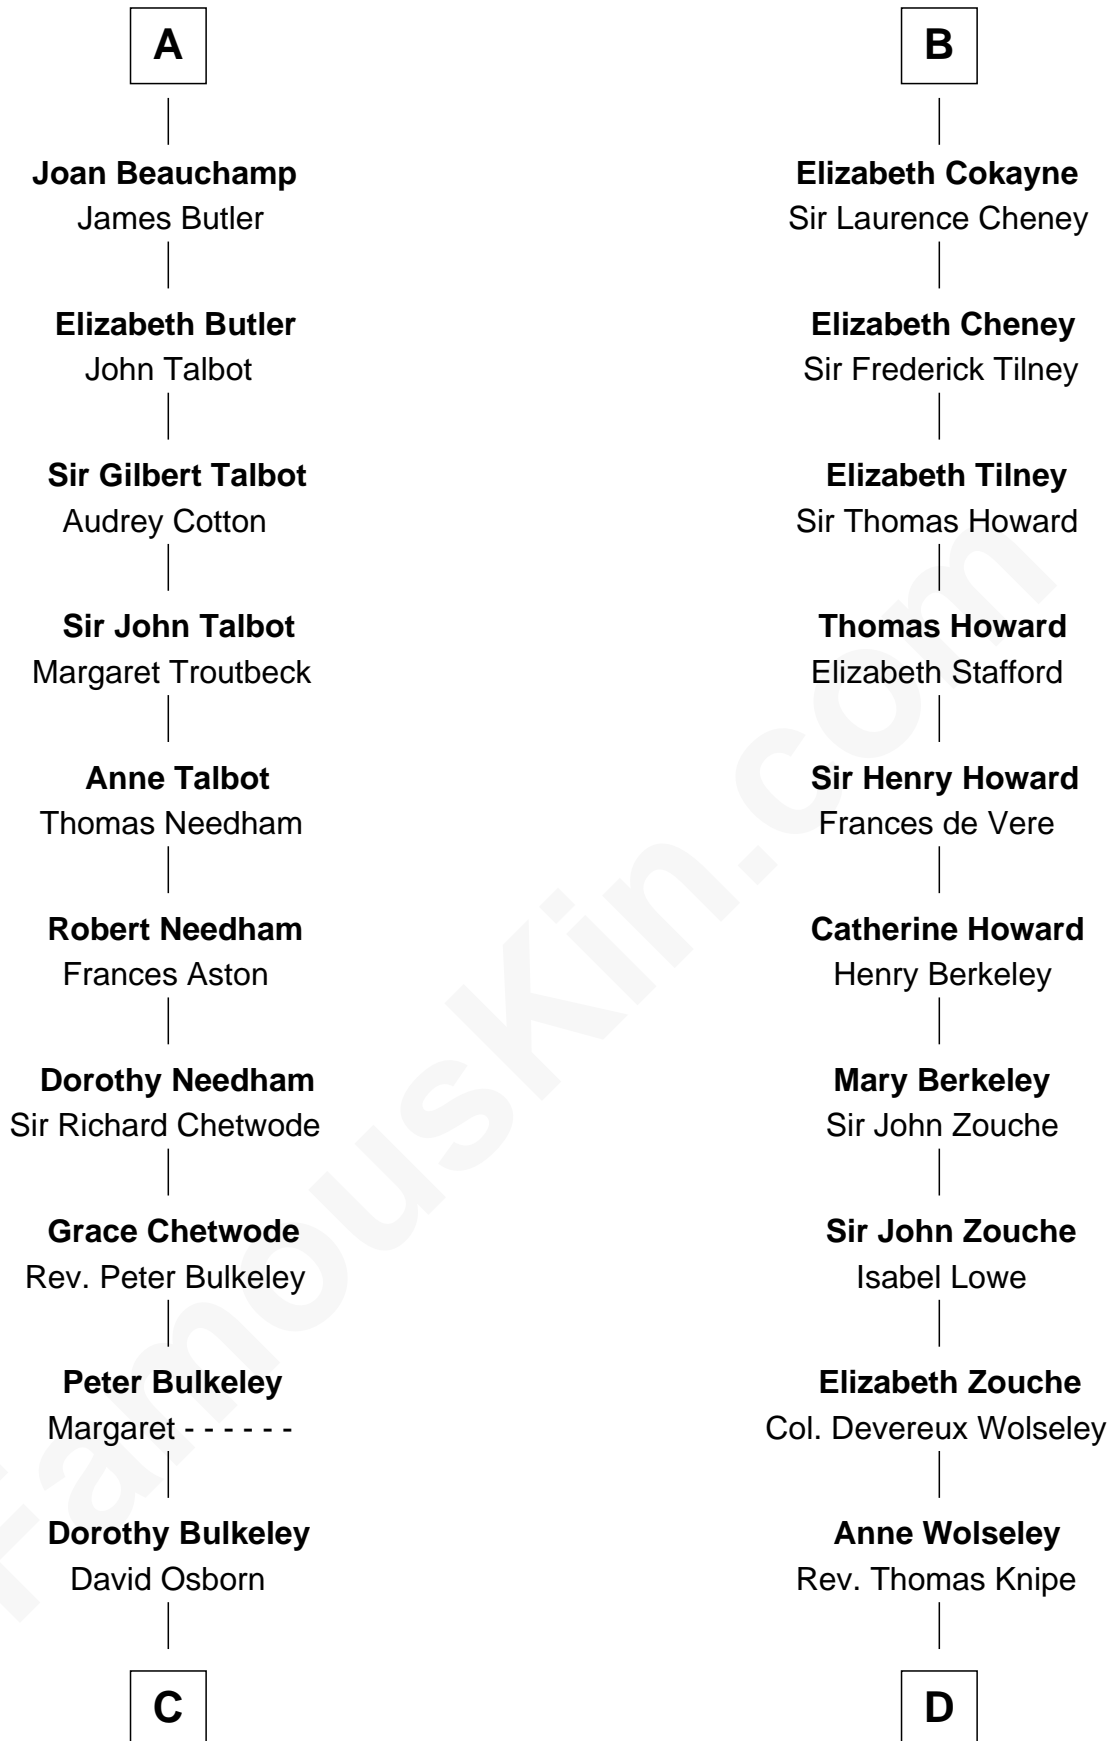 A
Joan Beauchamp
James Butler
Elizabeth Butler
John Talbot
Sir Gilbert Talbot
Audrey Cotton
Sir John Talbot
Margaret Troutbeck
Anne Talbot
Thomas Needham
Robert Needham
Frances Aston
Dorothy Needham
Sir Richard Chetwode
Grace Chetwode
Rev. Peter Bulkeley
Peter Bulkeley
Margaret - - - - - -
Dorothy Bulkeley
David Osborn
C
B
Elizabeth Cokayne
Sir Laurence Cheney
Elizabeth Cheney
Sir Frederick Tilney
Elizabeth Tilney
Sir Thomas Howard
Thomas Howard
Elizabeth Stafford
Sir Henry Howard
Frances de Vere
Catherine Howard
Henry Berkeley
Mary Berkeley
Sir John Zouche
Sir John Zouche
Isabel Lowe
Elizabeth Zouche
Col. Devereux Wolseley
Anne Wolseley
Rev. Thomas Knipe
D
FamousKin.com